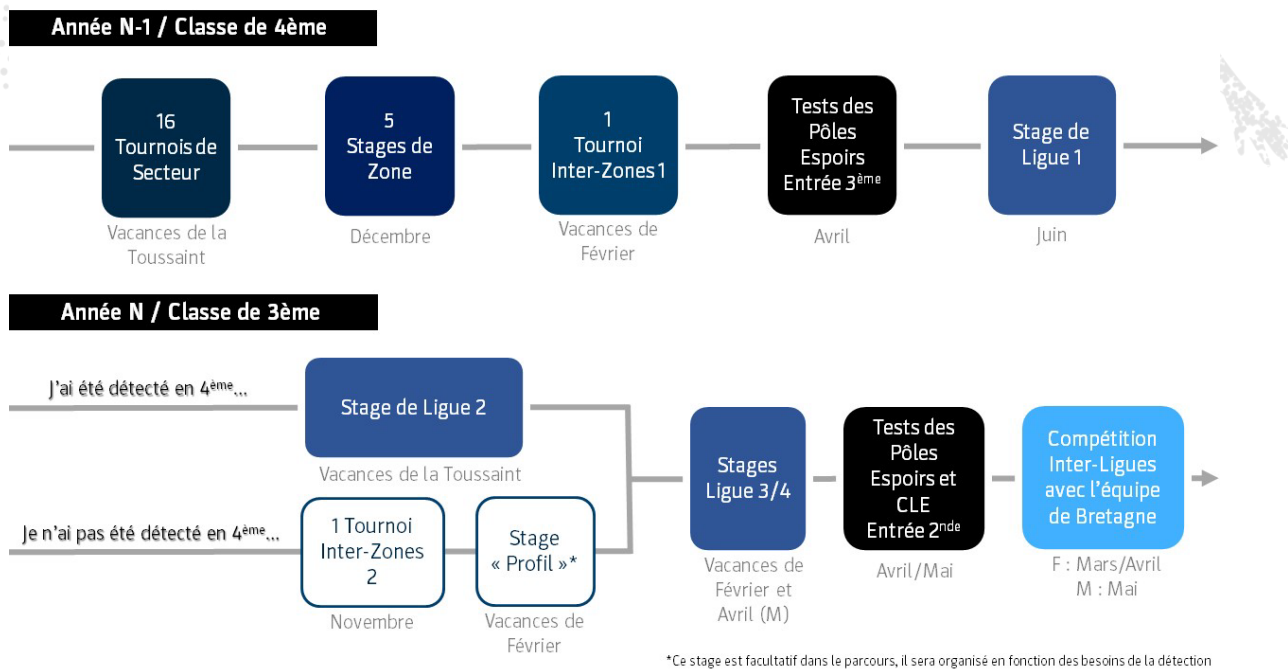 Année N-1 / Classe de 4ème
16
Tournois de
Secteur
Vacances de la
Toussaint
5
Stages de
Zone
Décembre
1
Tournoi
Inter-Zones 1
Vacances de
Février
Tests des
Pôles
Espoirs
Entrée 3ème
Avril
Stage de
Ligue 1
Juin
Année N / Classe de 3ème
J'ai été détecté en 4ème...
Stage de Ligue 2
Vacances de la Toussaint
Je n'ai pas été détecté en 4ème...
1 Tournoi
Inter-Zones
2
Novembre
Stage
« Profil »*
Vacances de
Février
Stages
Ligue 3/4
Vacances de
Février et
Avril (M)
Tests des
Pôles
Espoirs et
CLE
Entrée 2nde
Avril/Mai
Compétition
Inter-Ligues
avec l'équipe
de Bretagne
F : Mars/Avril
M : Mai
*Ce stage est facultatif dans le parcours, il sera organisé en fonction des besoins de la détection